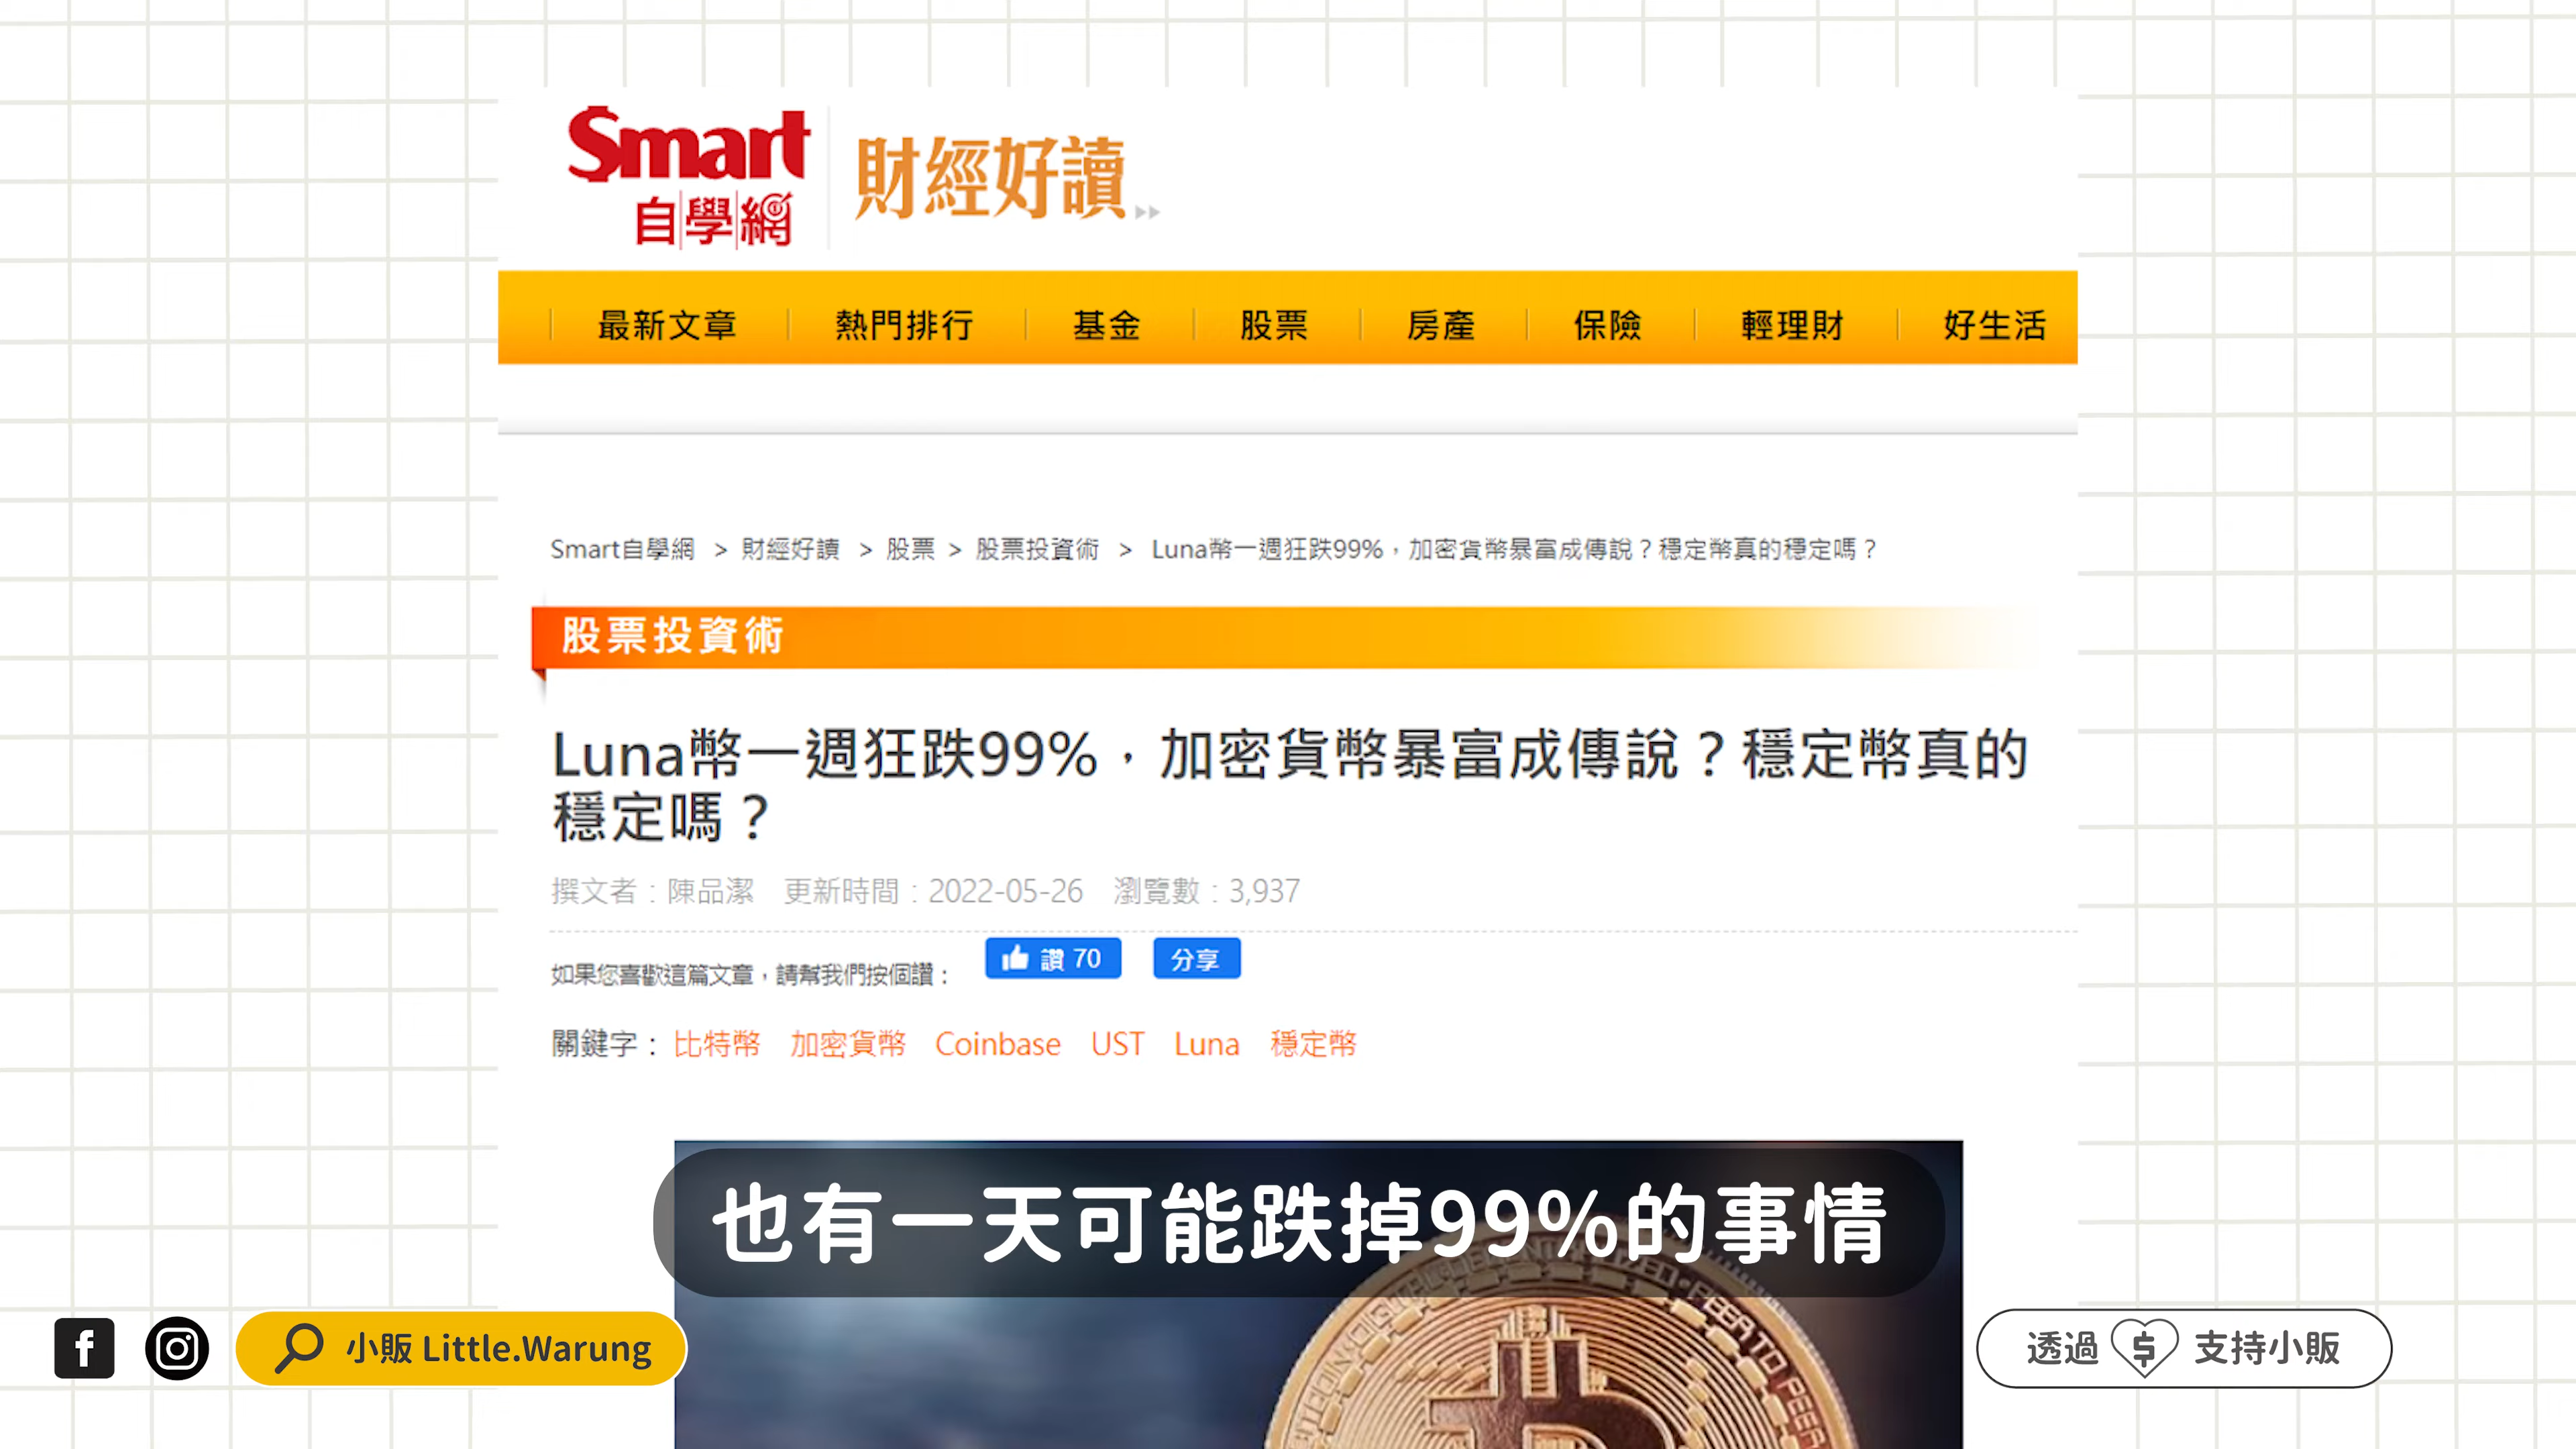 Smart
自學網
財經好讀
最新文章 熱門排行 基金 股票 房產 保險 輕理財 好生活
Smart自學網 > 財經好讀 > 股票 > 股票投資術 > Luna幣一週狂跌99%，加密貨幣暴富成傳說？穩定幣真的穩定嗎？
股票投資術
Luna幣一週狂跌99%，加密貨幣暴富成傳說？穩定幣真的
穩定嗎？
撰文者：陳品潔 更新時間：2022-05-26 瀏覽數：3,937
如果您喜歡這篇文章，請幫我們按個讚： 讚 70 分享
關鍵字： 比特幣 加密貨幣 Coinbase UST Luna 穩定幣
也有一天可能跌掉99%的事情
小販 Little.Warung
透過 $ 支持小販
PEER TO PEER